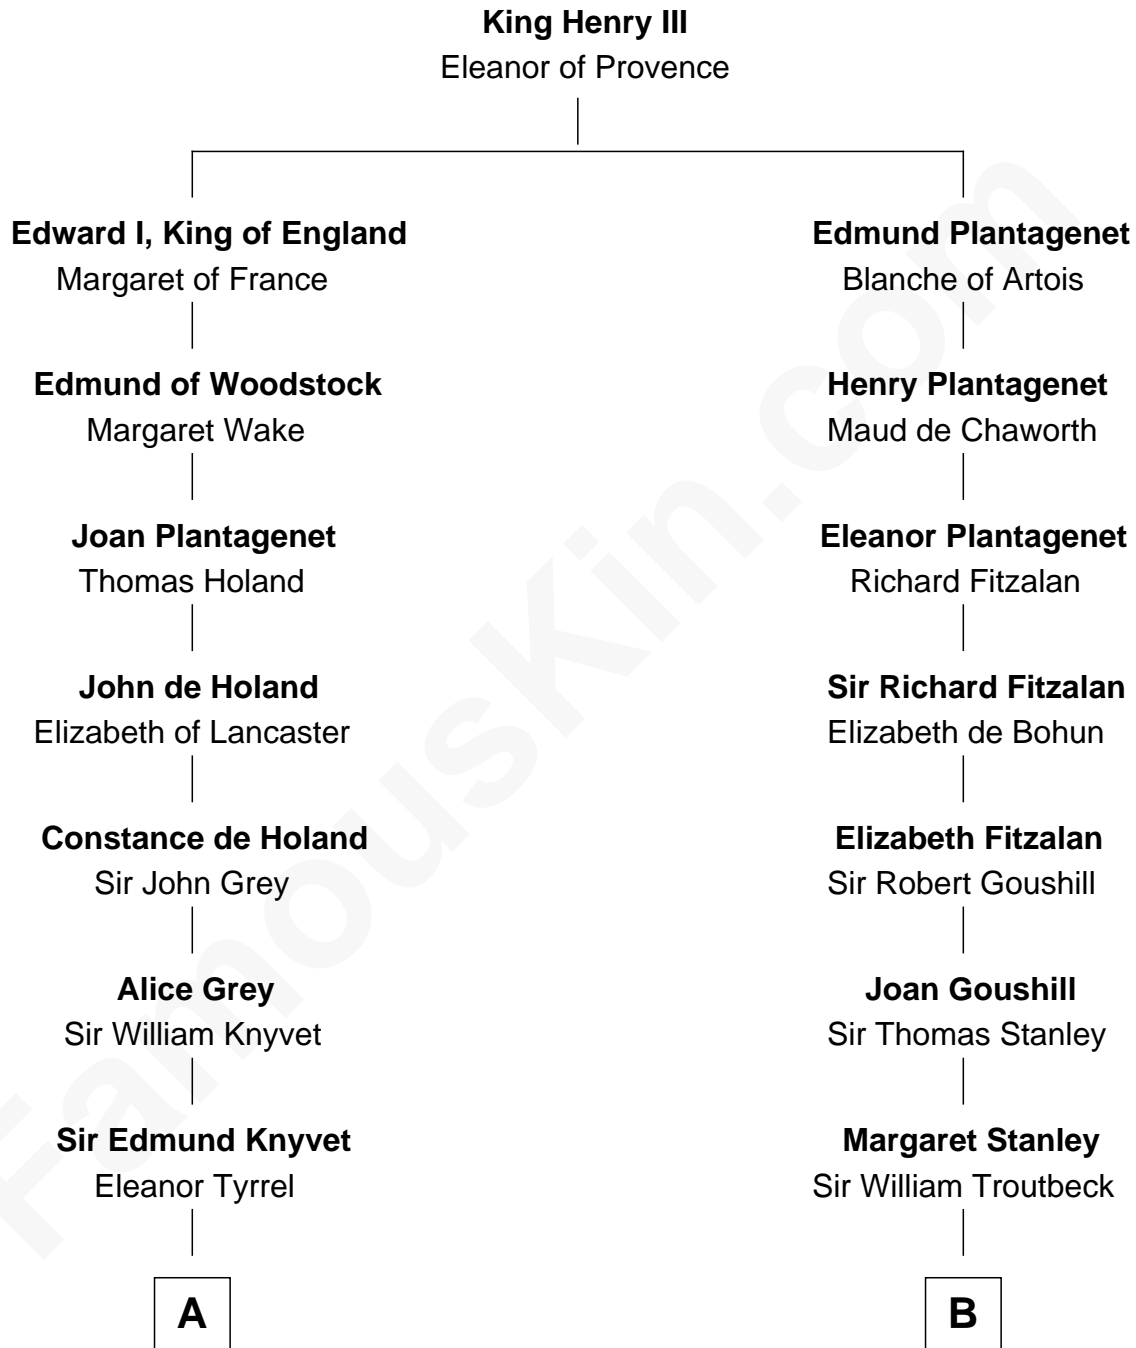 King Henry III
Eleanor of Provence
Edward I, King of England
Margaret of France
Edmund Plantagenet
Blanche of Artois
Edmund of Woodstock
Margaret Wake
Henry Plantagenet
Maud de Chaworth
Joan Plantagenet
Thomas Holand
Eleanor Plantagenet
Richard Fitzalan
John de Holand
Elizabeth of Lancaster
Sir Richard Fitzalan
Elizabeth de Bohun
Constance de Holand
Sir John Grey
Elizabeth Fitzalan
Sir Robert Goushill
Alice Grey
Sir William Knyvet
Joan Goushill
Sir Thomas Stanley
Sir Edmund Knyvet
Eleanor Tyrrel
Margaret Stanley
Sir William Troutbeck
A
B
FamousKin.com